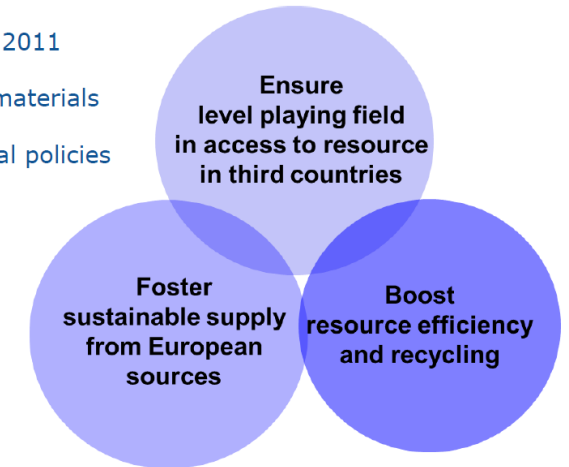 2011
materials
al policies
Ensure
level playing field
in access to resource
in third countries
Foster
sustainable supply
from European
sources
Boost
resource efficiency
and recycling